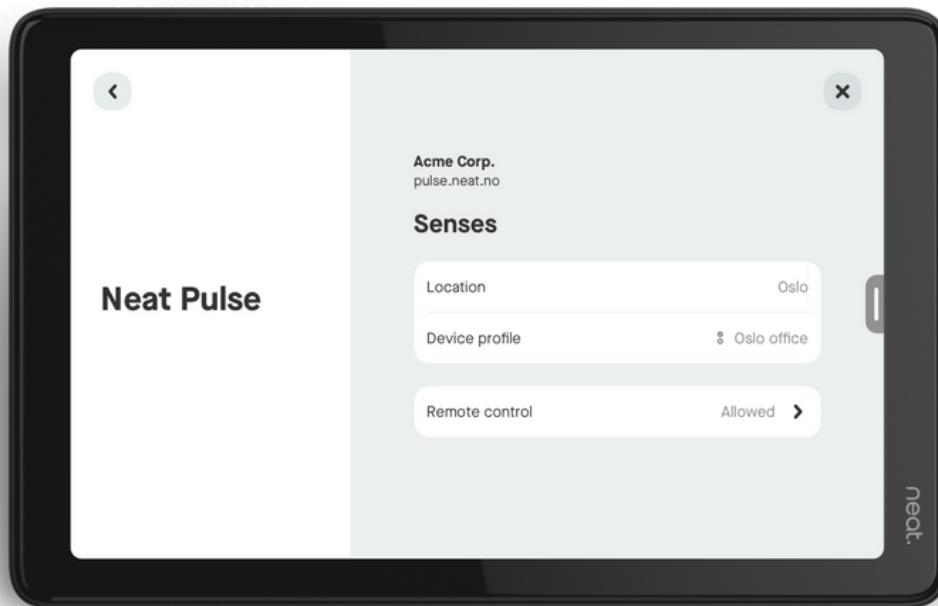 Neat Pulse
Acme Corp.
pulse.neat.no
Senses
Location Oslo
Device profile Oslo office
Remote control Allowed
neat.